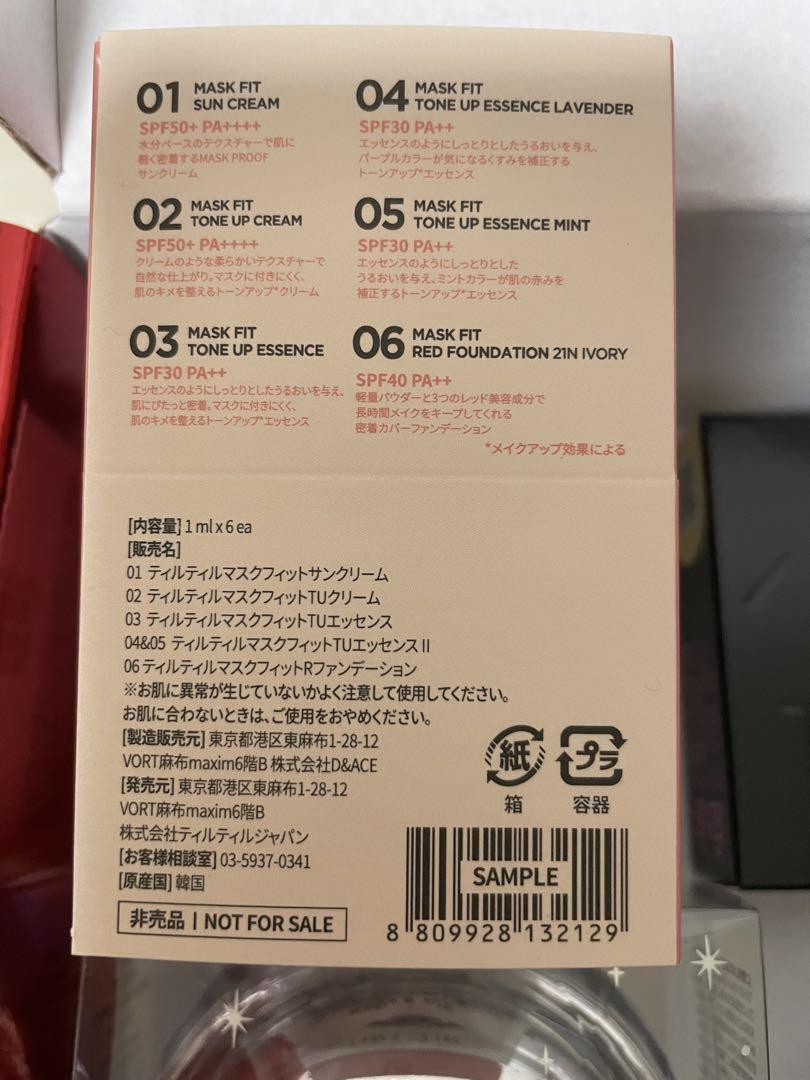 01 MASK FIT
SUN CREAM
SPF50+ PA++++
水分ベースのテクスチャーで肌に
軽く密着するMASK PROOF
サンクリーム
02 MASK FIT
TONE UP CREAM
SPF50+ PA++++
クリームのような柔らかいテクスチャーで
自然な仕上がり。マスクに付きにくく、
肌のキメを整えるトーンアップ*クリーム
03 MASK FIT
TONE UP ESSENCE
SPF30 PA++
エッセンスのようにしっとりとしたうるおいを与え、
肌にぴたっと密着。マスクに付きにくく、
肌のキメを整えるトーンアップ*エッセンス
04 MASK FIT
TONE UP ESSENCE LAVENDER
SPF30 PA++
エッセンスのようにしっとりとしたうるおいを与え、
パープルカラーが気になるくすみを補正する
トーンアップ*エッセンス
05 MASK FIT
TONE UP ESSENCE MINT
SPF30 PA++
エッセンスのようにしっとりとした
うるおいを与え、ミントカラーが肌の赤みを
補正するトーンアップ*エッセンス
06 MASK FIT
RED FOUNDATION 21N IVORY
SPF40 PA++
軽量パウダーと3つのレッド美容成分で
長時間メイクをキープしてくれる
密着カバーファンデーション
*メイクアップ効果による
[内容量] 1 ml x 6 ea
[販売名]
01 ティルティルマスクフィットサンクリーム
02 ティルティルマスクフィットTUクリーム
03 ティルティルマスクフィットTUエッセンス
04&05 ティルティルマスクフィットTUエッセンスⅡ
06 ティルティルマスクフィットRファンデーション
※お肌に異常が生じていないかよく注意して使用してください。
お肌に合わないときは、ご使用をおやめください。
[製造販売元] 東京都港区東麻布1-28-12
VORT麻布maxim6階B 株式会社D&ACE
[発売元] 東京都港区東麻布1-28-12
VORT麻布maxim6階B
株式会社ティルティルジャパン
[お客様相談室] 03-5937-0341
[原産国] 韓国
非売品 | NOT FOR SALE
紙 プラ
箱 容器
SAMPLE
8 809928 132129